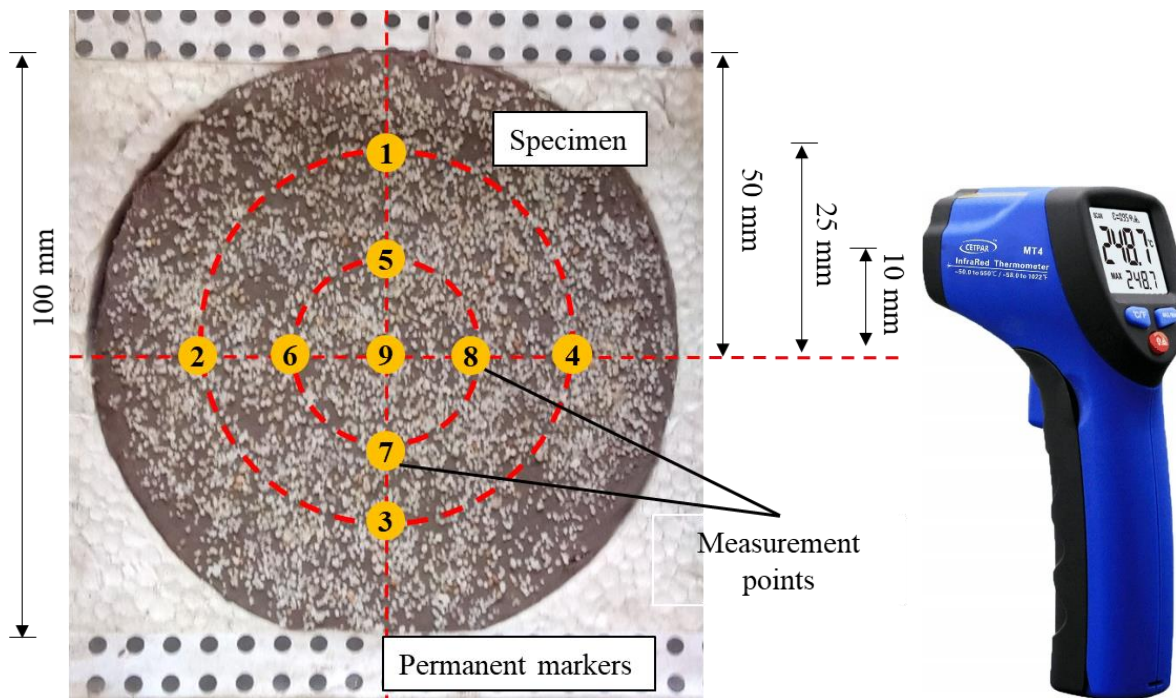 Specimen
1
5
2
6
9
8
4
7
3
100 mm
50 mm
25 mm
10 mm
Measurement
points
Permanent markers
SCAN
248.7
°C
MAX 248.7
CETPAR
MT4
InfraRed Thermometer
°C/°F